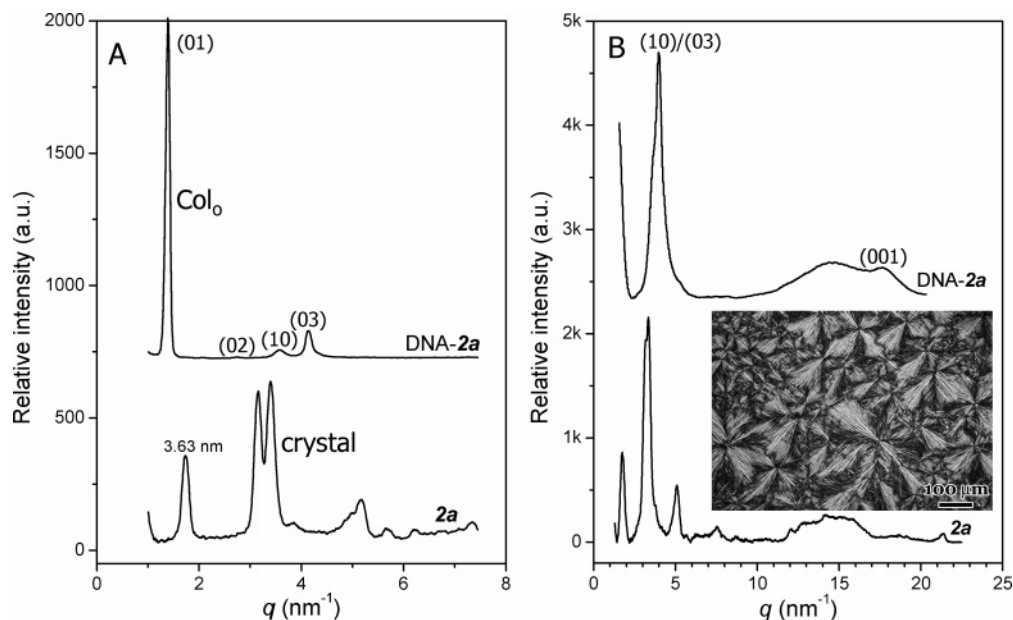 A
(01)
Col₀
(02)
(10)
(03)
DNA-2a
3.63 nm
crystal
2a
Relative intensity (a.u.)
2000
1500
1000
500
0
0 2 4 6 8
q (nm⁻¹)
B
(10)/(03)
(001)
DNA-2a
100 µm
2a
Relative intensity (a.u.)
5k
4k
3k
2k
1k
0
0 5 10 15 20 25
q (nm⁻¹)